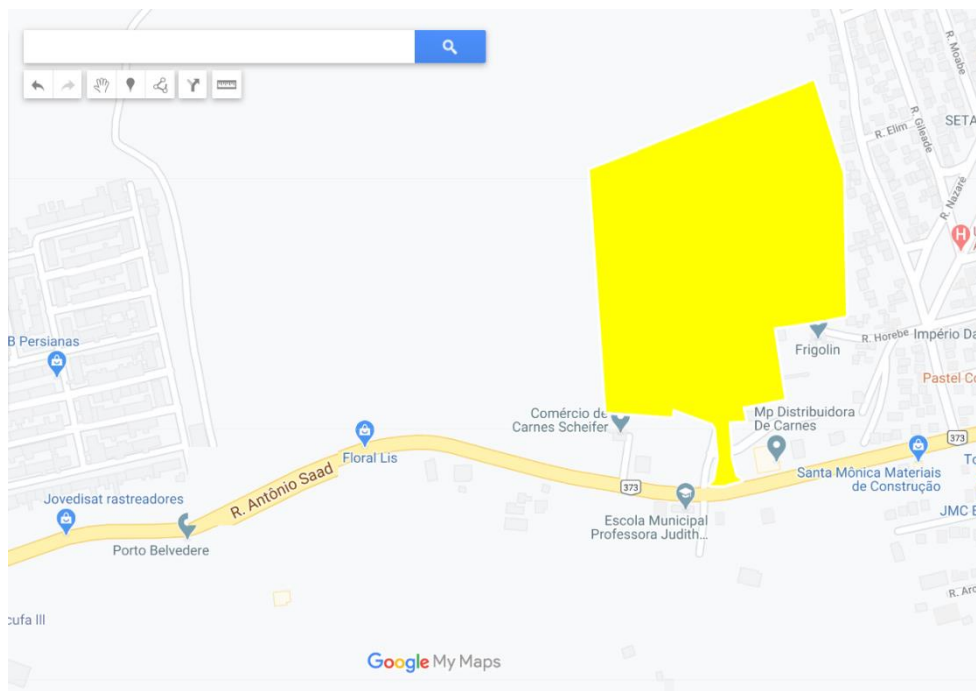 R. Moabe
R. Gileade
SETA
R. Elim
R. Nazaré
H
B Persianas
R. Horebe
Império Da
Frigolin
Pastel Co
Comércio de
Carnes Scheifer
Mp Distribuidora
De Carnes
373
Floral Lis
R. Antônio Saad
Santa Mônica Materiais
de Construção
To
373
Jovedisat rastreadores
Escola Municipal
Professora Judith...
JMC E
Porto Belvedere
R. Arc
cufa III
Google My Maps